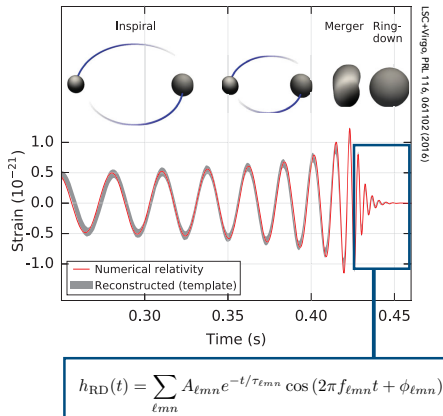 Inspiral
Merger Ring-
down
LSC+Virgo, PRL 116, 061102 (2016)
Strain (10⁻²¹)
1.0
0.5
0.0
-0.5
-1.0
Numerical relativity
Reconstructed (template)
0.30 0.35 0.40 0.45
Time (s)
h_RD(t) = ∑_ℓmn A_ℓmn e^{−t/τ_ℓmn} cos (2πf_ℓmn t + ϕ_ℓmn)